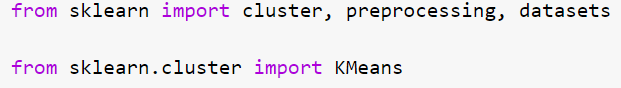 from sklearn import cluster, preprocessing, datasets
from sklearn.cluster import KMeans